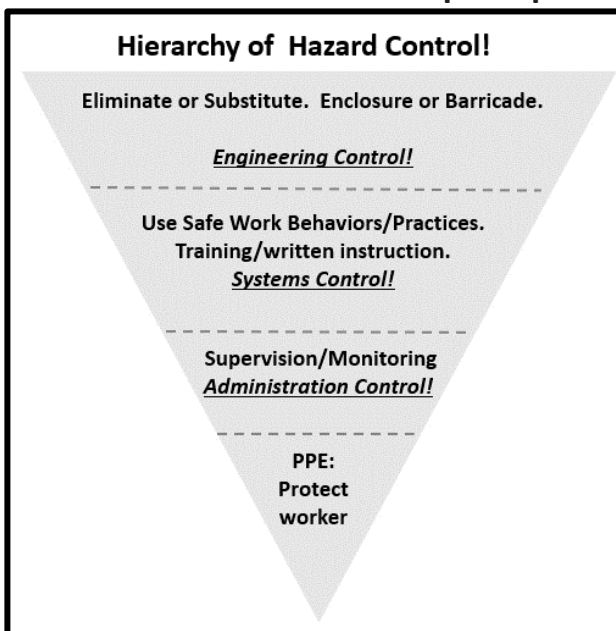 Hierarchy of Hazard Control!
Eliminate or Substitute. Enclosure or Barricade.
Engineering Control!
Use Safe Work Behaviors/Practices.
Training/written instruction.
Systems Control!
Supervision/Monitoring
Administration Control!
PPE:
Protect
worker